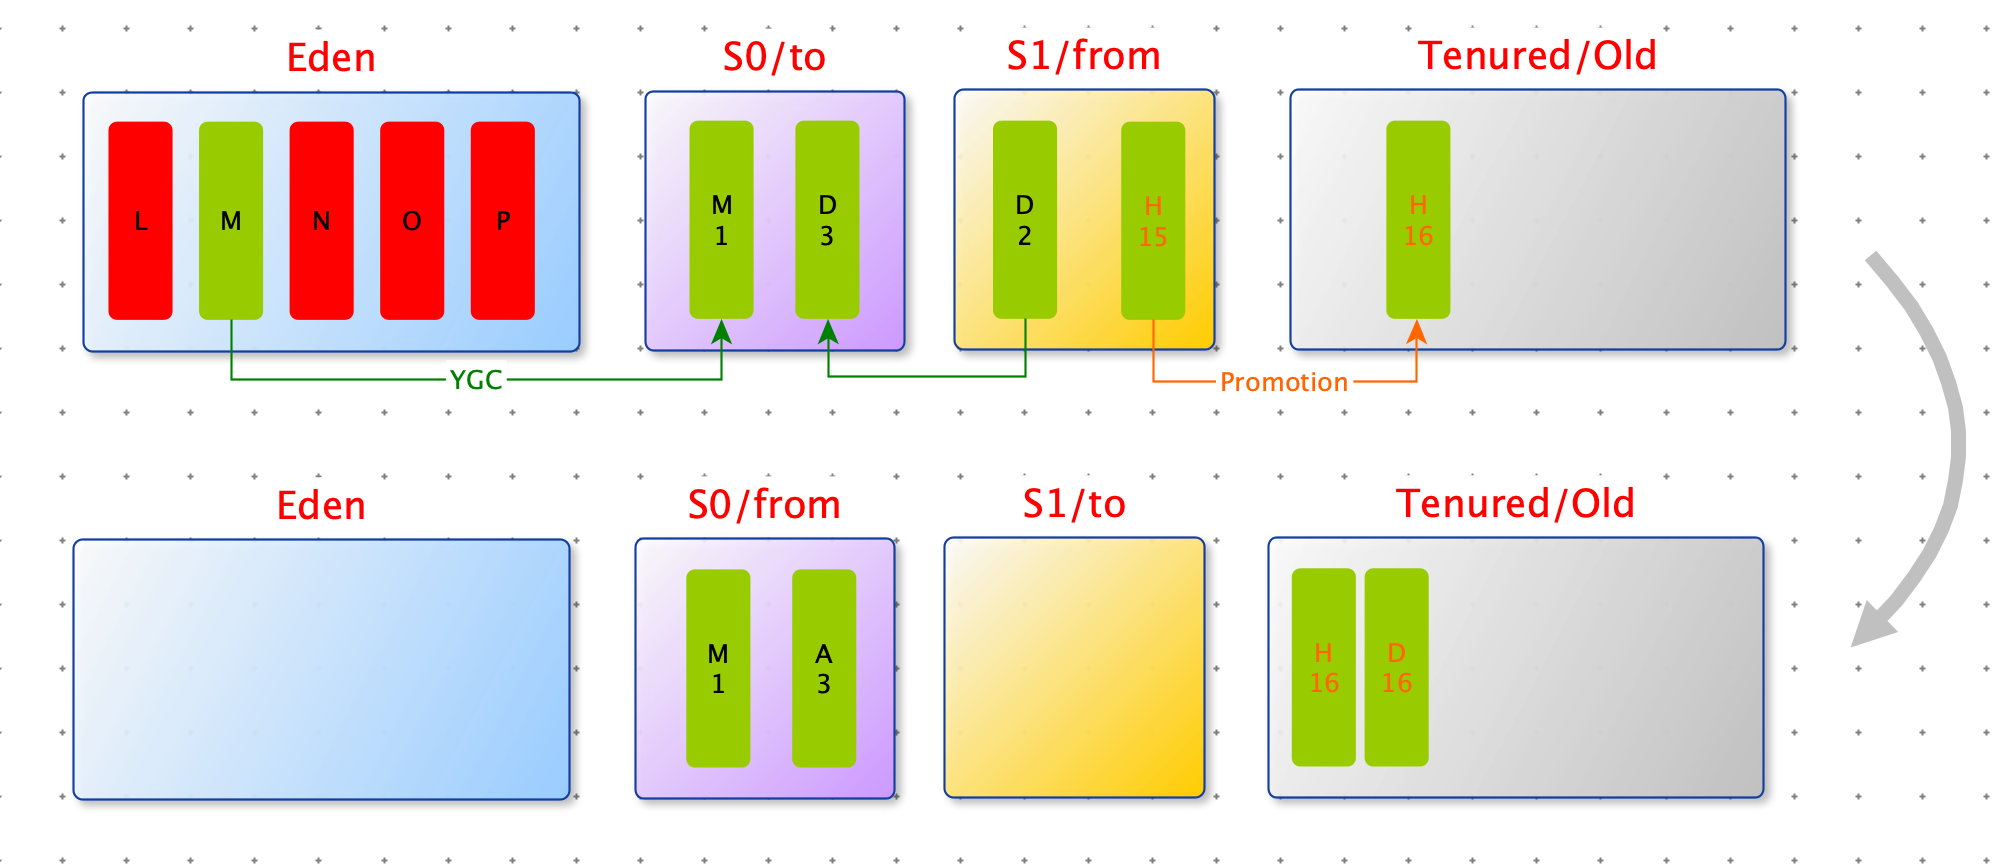 Eden
S0/to
S1/from
Tenured/Old
L
M
N
O
P
M
1
D
3
D
2
H
15
H
16
YGC
Promotion
Eden
S0/from
S1/to
Tenured/Old
M
1
A
3
H
16
D
16